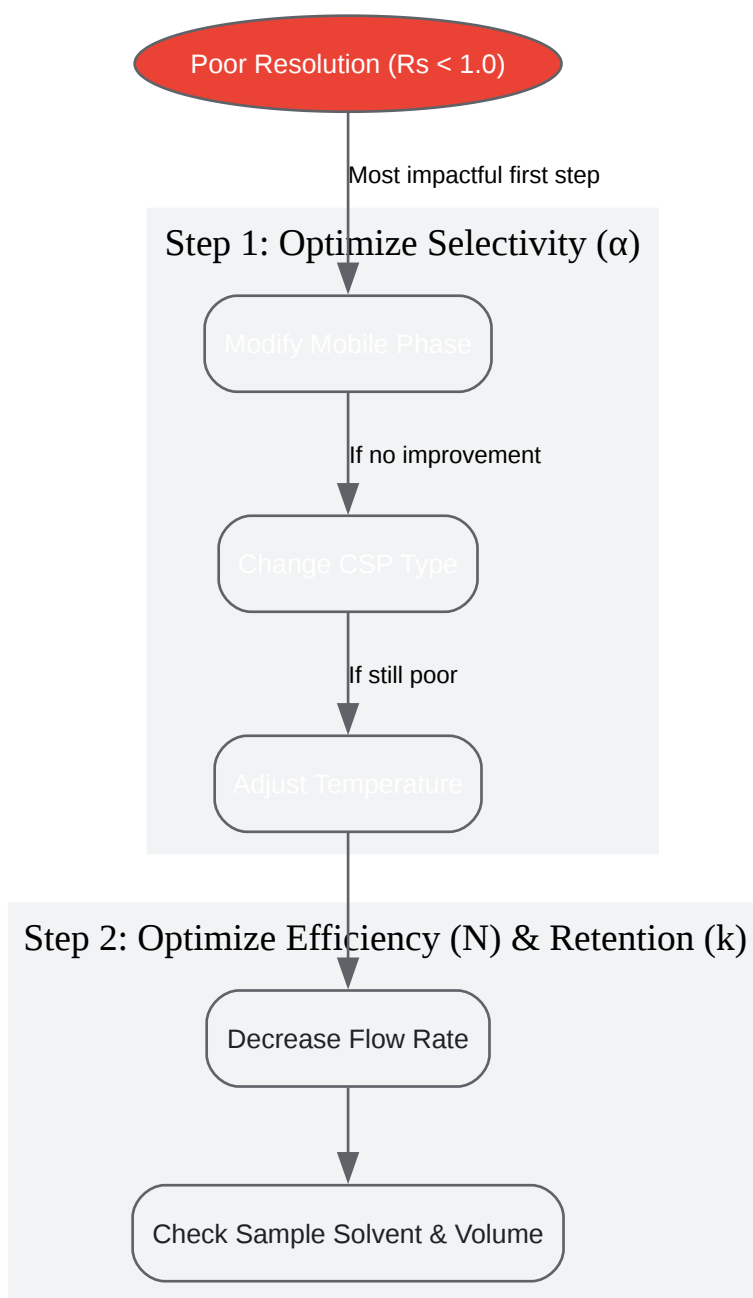 Poor Resolution (Rs < 1.0)
Most impactful first step
Step 1: Optimize Selectivity (α)
Modify Mobile Phase
If no improvement
Change CSP Type
If still poor
Adjust Temperature
Step 2: Optimize Efficiency (N) & Retention (k)
Decrease Flow Rate
Check Sample Solvent & Volume